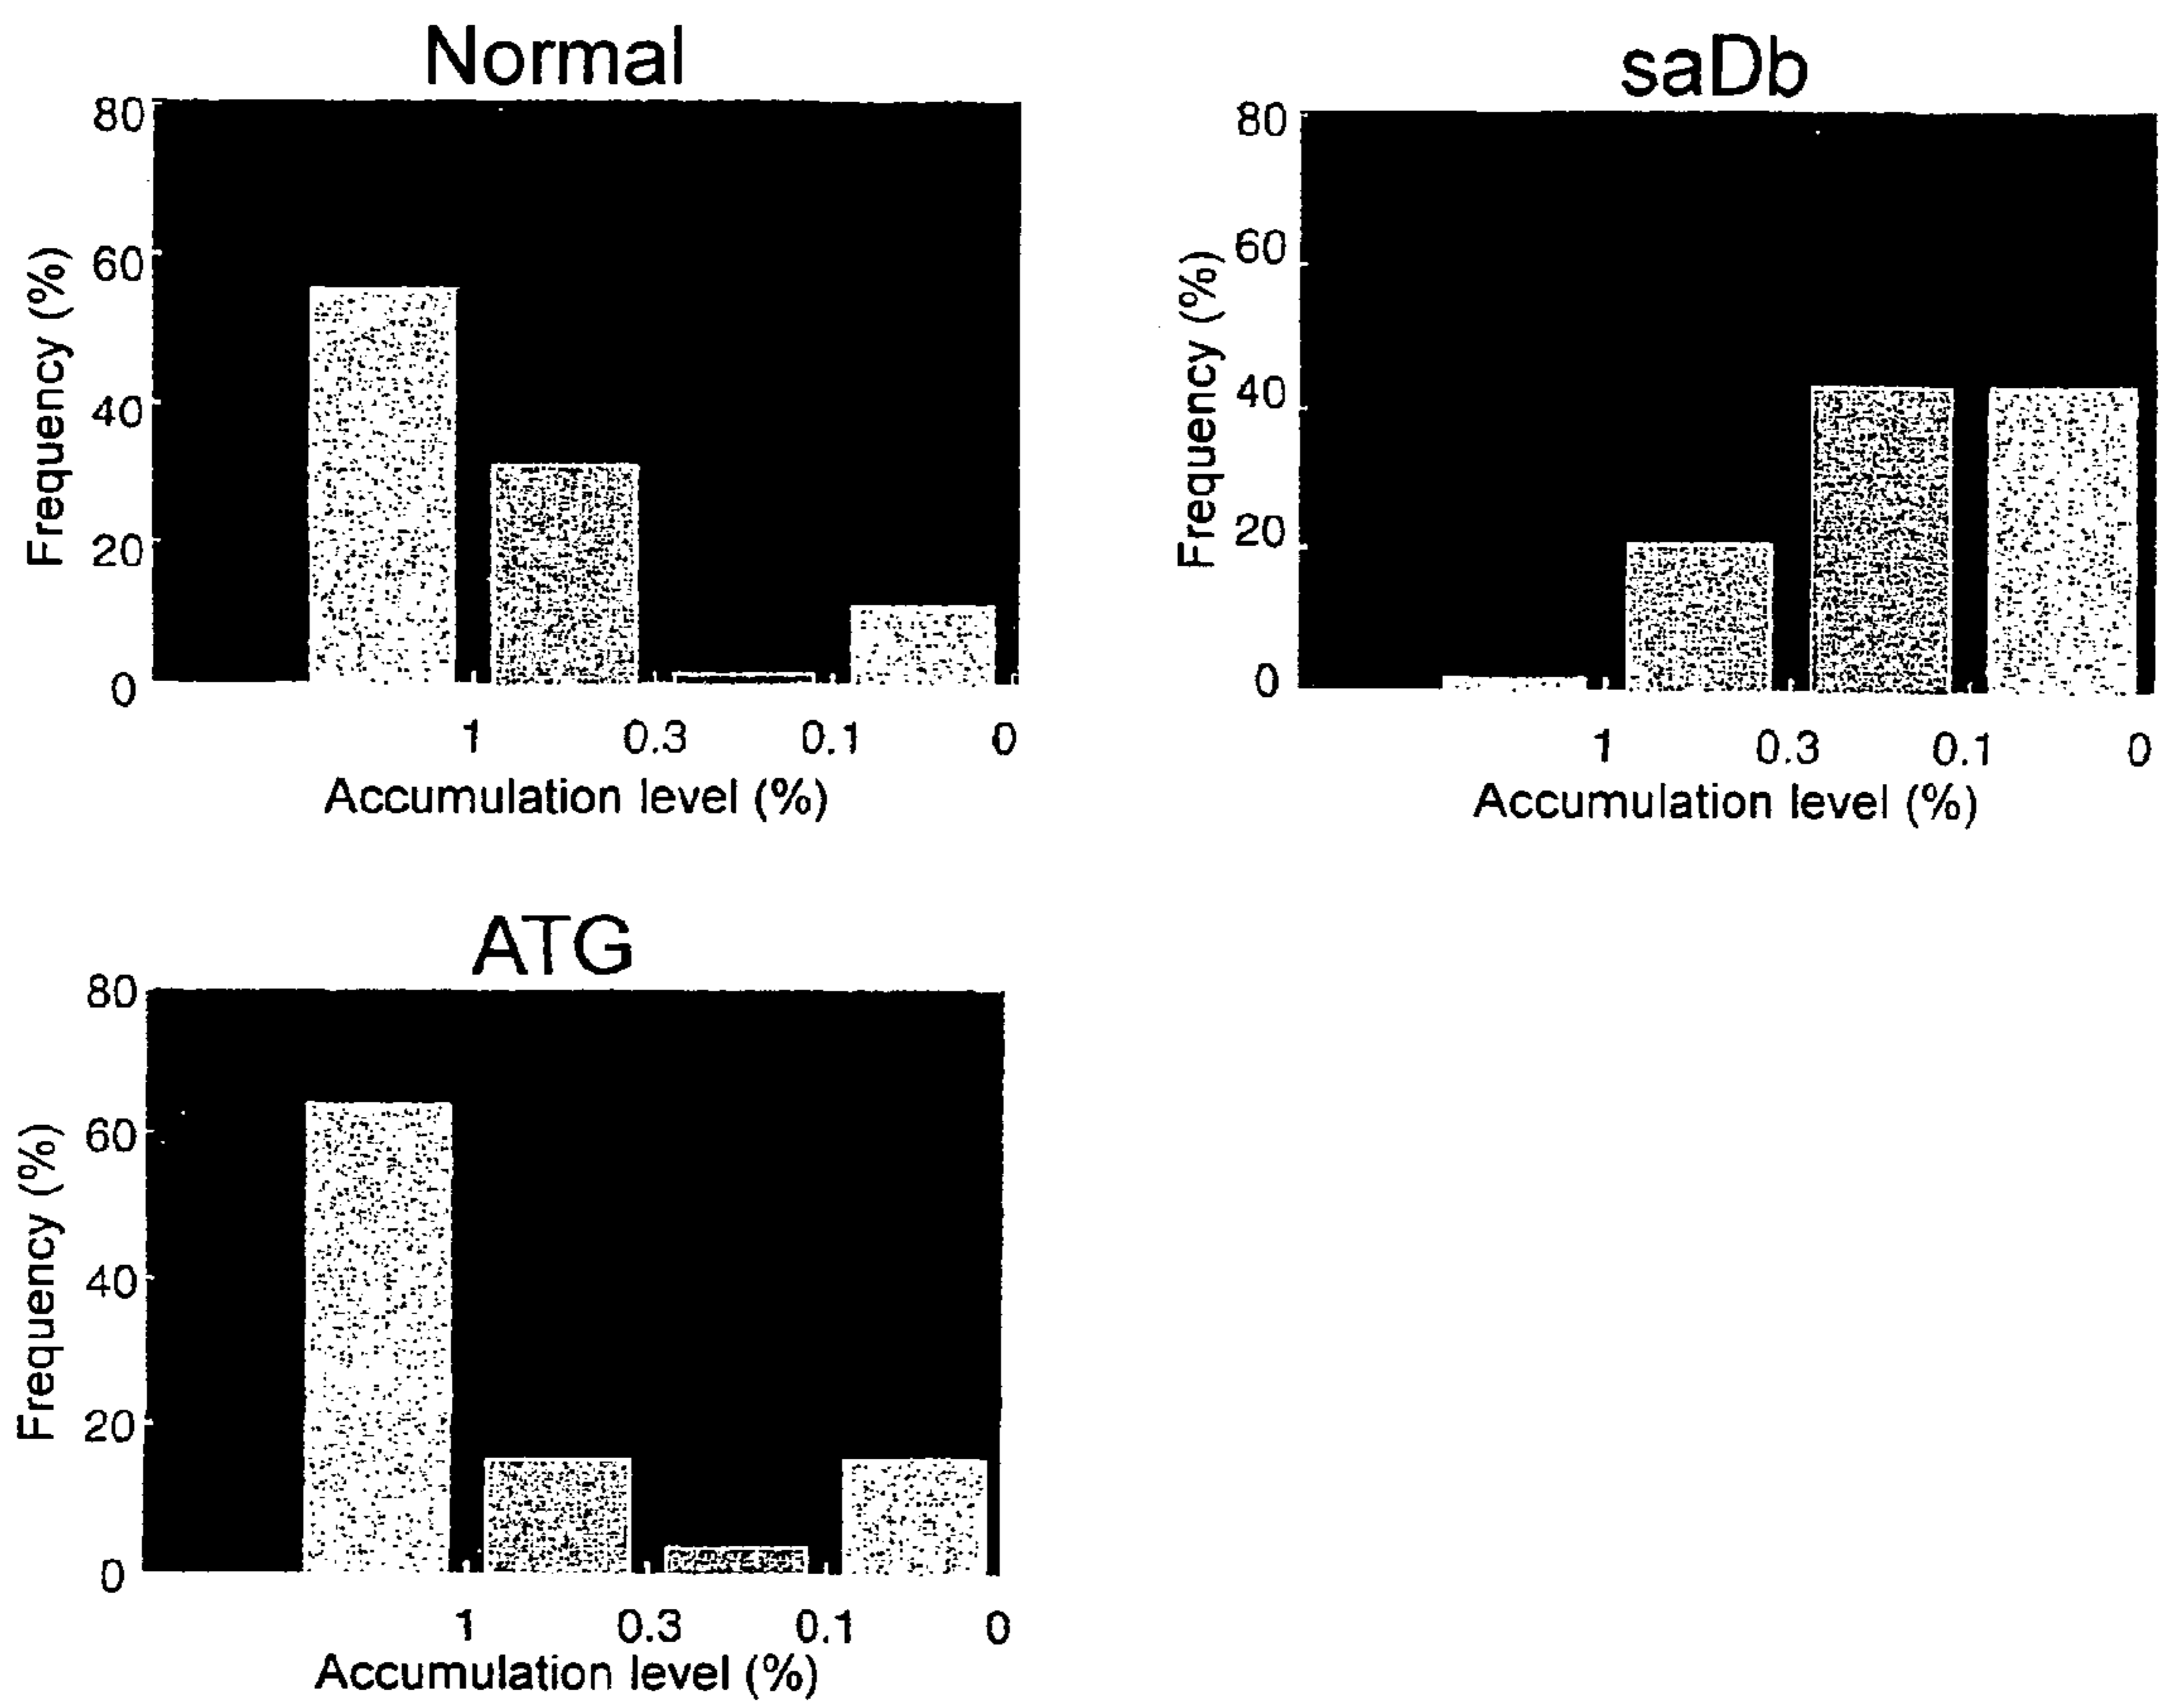 Normal
80
60
40
20
0
Frequency (%)
1 0.3 0.1 0
Accumulation level (%)
saDb
80
60
40
20
0
Frequency (%)
1 0.3 0.1 0
Accumulation level (%)
ATG
80
60
40
20
0
Frequency (%)
1 0.3 0.1 0
Accumulation level (%)